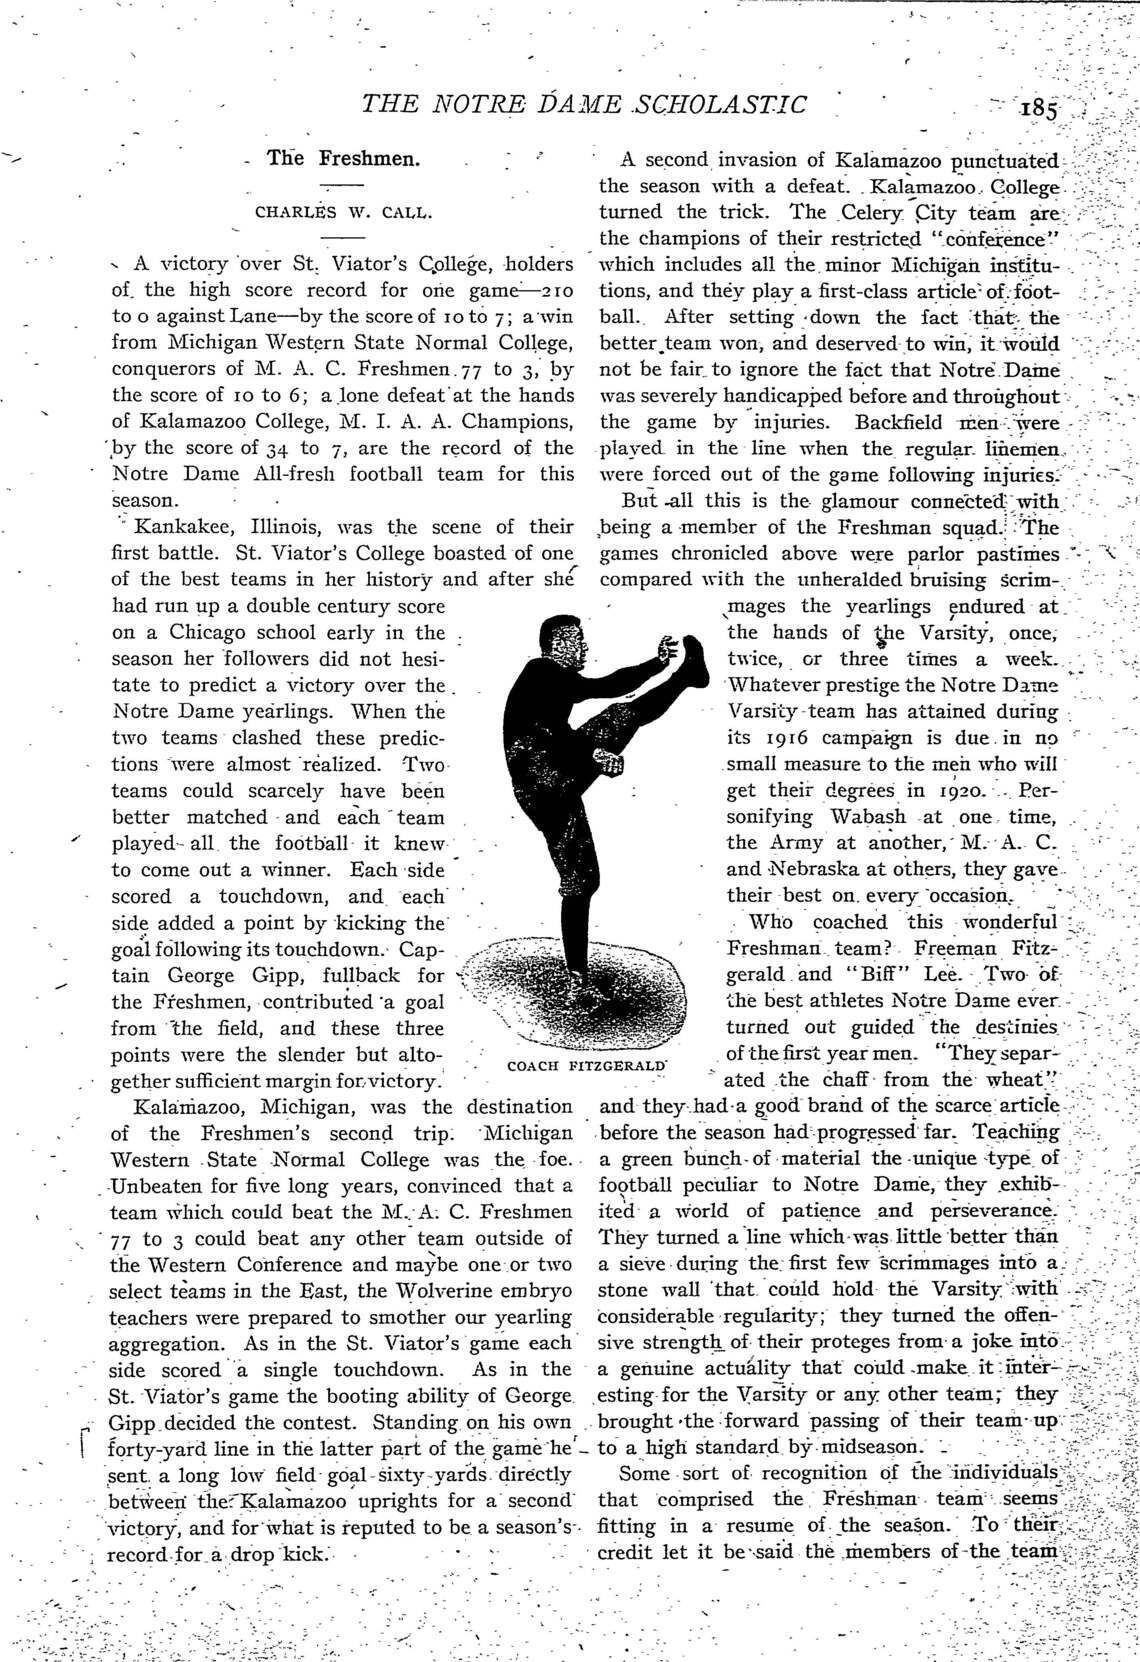 THE NOTRE DAME SCHOLASTIC
185
The Freshmen.
CHARLES W. CALL.
A victory over St. Viator's College, holders
of the high score record for one game—210
to 0 against Lane—by the score of 10 to 7; a win
from Michigan Western State Normal College,
conquerors of M. A. C. Freshmen 77 to 3, by
the score of 10 to 6; a lone defeat at the hands
of Kalamazoo College, M. I. A. A. Champions,
by the score of 34 to 7, are the record of the
Notre Dame All-fresh football team for this
season.
Kankakee, Illinois, was the scene of their
first battle. St. Viator's College boasted of one
of the best teams in her history and after she
had run up a double century score
on a Chicago school early in the
season her followers did not hesi-
tate to predict a victory over the
Notre Dame yearlings. When the
two teams clashed these predic-
tions were almost realized. Two
teams could scarcely have been
better matched and each team
played all the football it knew
to come out a winner. Each side
scored a touchdown, and each
side added a point by kicking the
goal following its touchdown. Cap-
tain George Gipp, fullback for
the Freshmen, contributed a goal
from the field, and these three
points were the slender but alto-
gether sufficient margin for victory.
Kalamazoo, Michigan, was the destination
of the Freshmen's second trip. Michigan
Western State Normal College was the foe.
Unbeaten for five long years, convinced that a
team which could beat the M. A. C. Freshmen
77 to 3 could beat any other team outside of
the Western Conference and maybe one or two
select teams in the East, the Wolverine embryo
teachers were prepared to smother our yearling
aggregation. As in the St. Viator's game each
side scored a single touchdown. As in the
St. Viator's game the booting ability of George
Gipp decided the contest. Standing on his own
forty-yard line in the latter part of the game he
sent a long low field goal sixty yards directly
between the Kalamazoo uprights for a second
victory, and for what is reputed to be a season's
record for a drop kick.
COACH FITZGERALD
A second invasion of Kalamazoo punctuated
the season with a defeat. Kalamazoo College
turned the trick. The Celery City team are
the champions of their restricted "conference"
which includes all the minor Michigan institu-
tions, and they play a first-class article of foot-
ball. After setting down the fact that the
better team won, and deserved to win, it would
not be fair to ignore the fact that Notre Dame
was severely handicapped before and throughout
the game by injuries. Backfield men were
played in the line when the regular linemen
were forced out of the game following injuries.
But all this is the glamour connected with
being a member of the Freshman squad. The
games chronicled above were parlor pastimes
compared with the unheralded bruising scrim-
mages the yearlings endured at
the hands of the Varsity, once,
twice, or three times a week.
Whatever prestige the Notre Dame
Varsity team has attained during
its 1916 campaign is due in no
small measure to the men who will
get their degrees in 1920. Per-
sonifying Wabash at one time,
the Army at another, M. A. C.
and Nebraska at others, they gave
their best on every occasion.
Who coached this wonderful
Freshman team? Freeman Fitz-
gerald and "Biff" Lee. Two of
the best athletes Notre Dame ever
turned out guided the destinies
of the first year men. "They separ-
ated the chaff from the wheat"
and they had a good brand of the scarce article
before the season had progressed far. Teaching
a green bunch of material the unique type of
football peculiar to Notre Dame, they exhib-
ited a world of patience and perseverance.
They turned a line which was little better than
a sieve during the first few scrimmages into a
stone wall that could hold the Varsity with
considerable regularity; they turned the offen-
sive strength of their proteges from a joke into
a genuine actuality that could make it inter-
esting for the Varsity or any other team; they
brought the forward passing of their team up
to a high standard by midseason.
Some sort of recognition of the individuals
that comprised the Freshman team seems
fitting in a resume of the season. To their
credit let it be said the members of the team